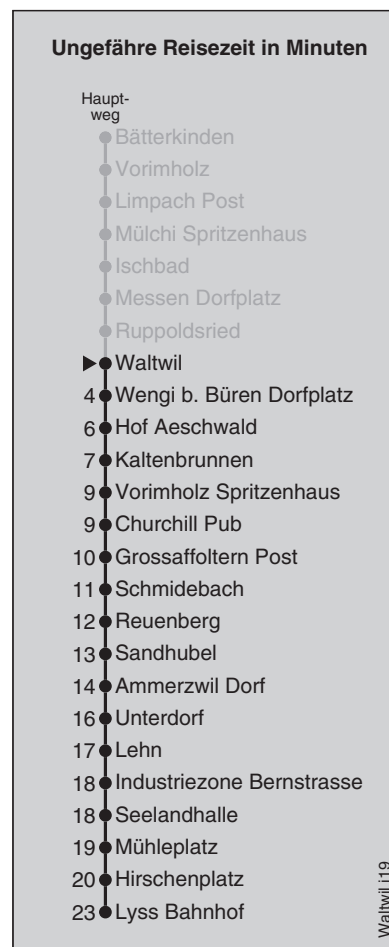 Ungefähre Reisezeit in Minuten
Haupt-
weg
Bätterkinden
Vorimholz
Limpach Post
Mülchi Spritzenhaus
Ischbad
Messen Dorfplatz
Ruppoldsried
Waltwil
4 Wengi b. Büren Dorfplatz
6 Hof Aeschwald
7 Kaltenbrunnen
9 Vorimholz Spritzenhaus
9 Churchill Pub
10 Grossaffoltern Post
11 Schmidebach
12 Reuenberg
13 Sandhubel
14 Ammerzwil Dorf
16 Unterdorf
17 Lehn
18 Industriezone Bernstrasse
18 Seelandhalle
19 Mühleplatz
20 Hirschenplatz
23 Lyss Bahnhof
Waltwil j19